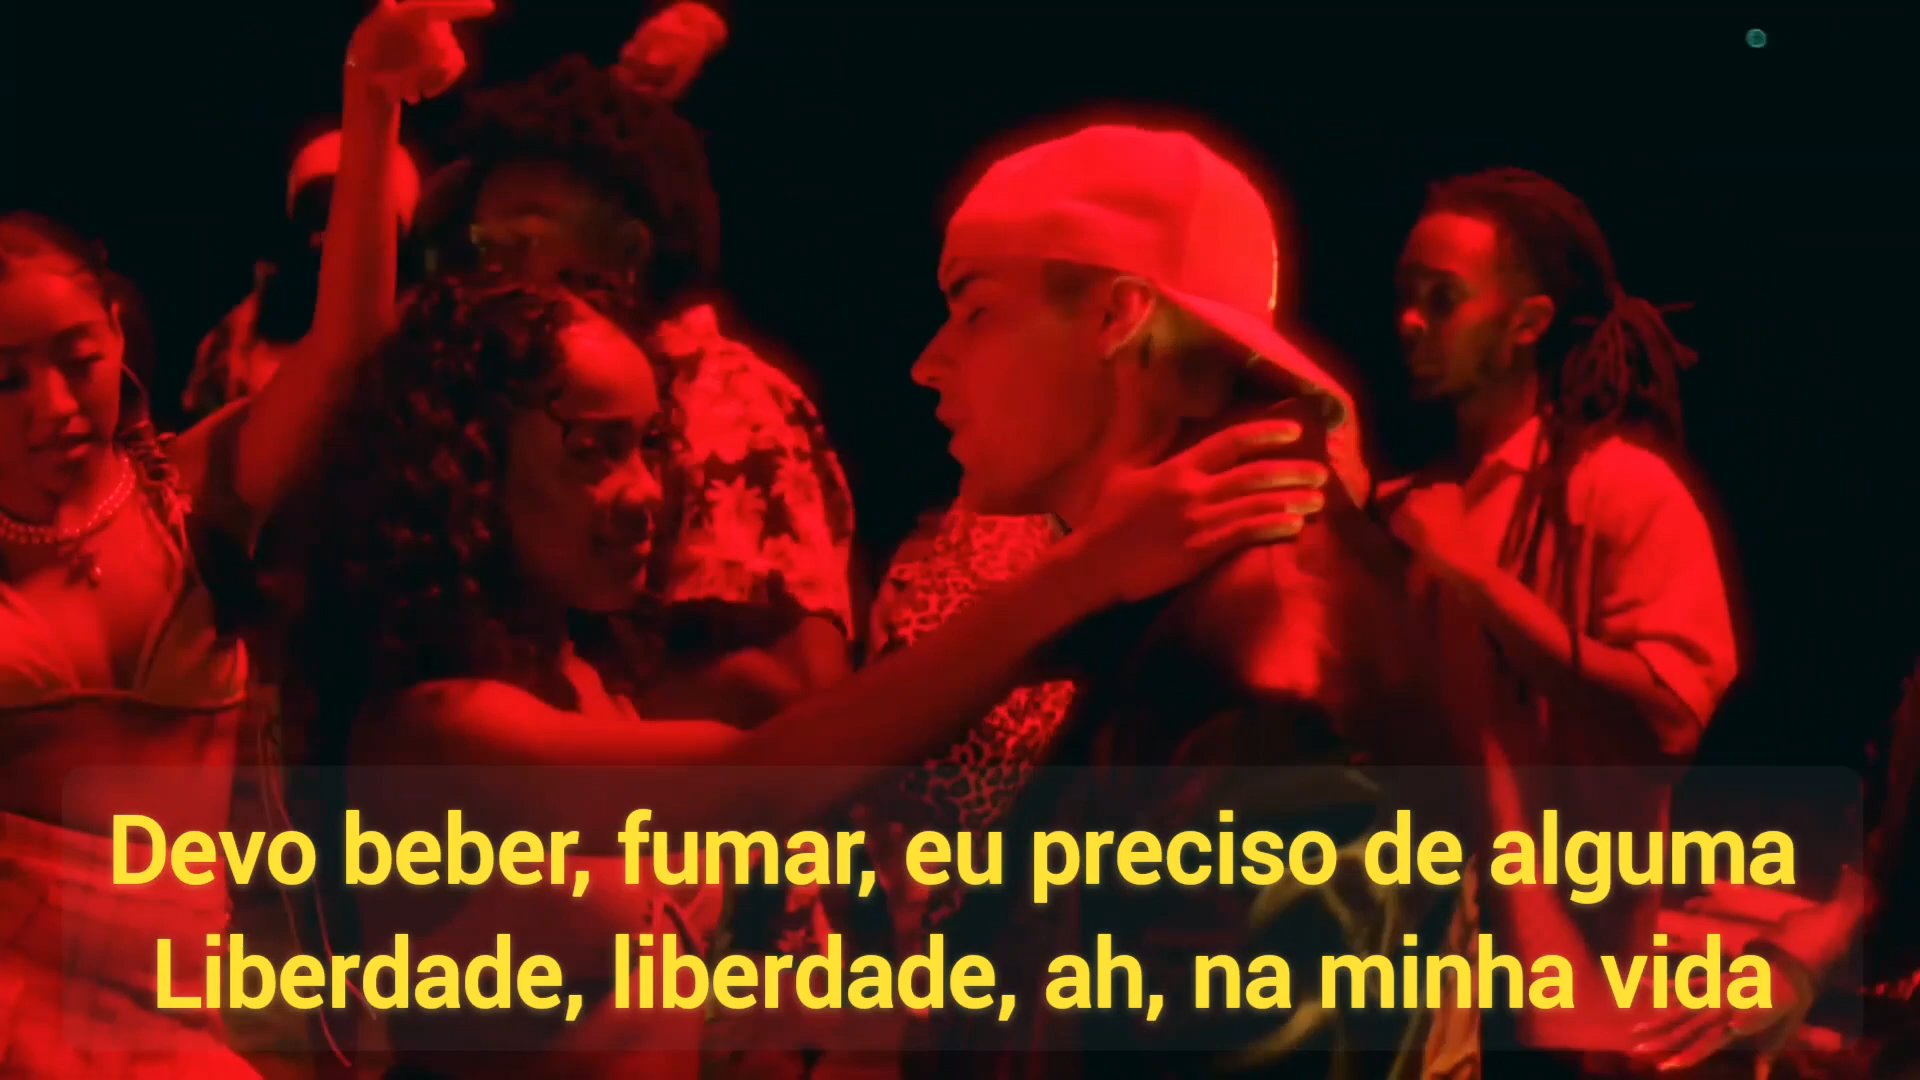 Devo beber, fumar, eu preciso de alguma
Liberdade, liberdade, ah, na minha vida